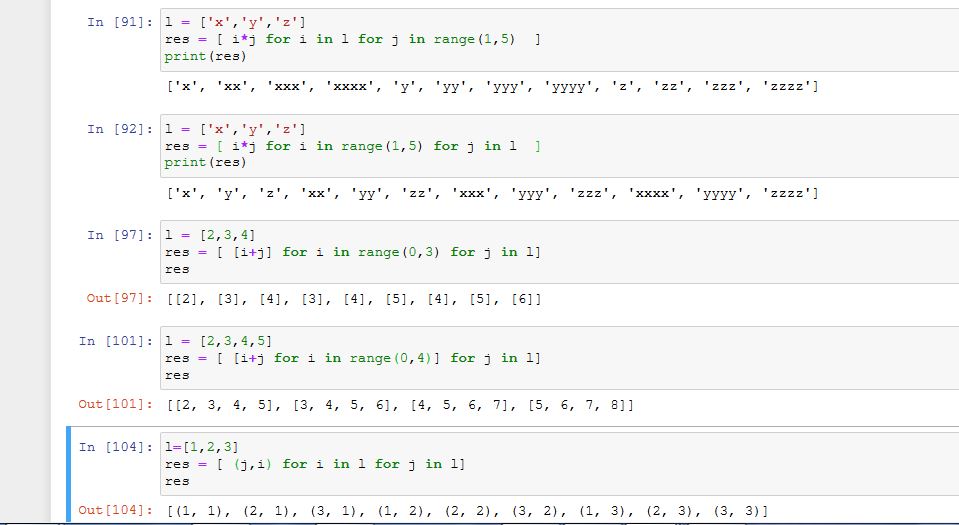 In [91]: l = ['x','y','z']
res = [ i*j for i in l for j in range(1,5)  ]
print(res)
['x', 'xx', 'xxx', 'xxxx', 'y', 'yy', 'yyy', 'yyyy', 'z', 'zz', 'zzz', 'zzzz']
In [92]: l = ['x','y','z']
res = [ i*j for i in range(1,5) for j in l  ]
print(res)
['x', 'y', 'z', 'xx', 'yy', 'zz', 'xxx', 'yyy', 'zzz', 'xxxx', 'yyyy', 'zzzz']
In [97]: l = [2,3,4]
res = [ [i+j] for i in range(0,3) for j in l]
res
Out[97]: [[2], [3], [4], [3], [4], [5], [4], [5], [6]]
In [101]: l = [2,3,4,5]
res = [ [i+j for i in range(0,4)] for j in l]
res
Out[101]: [[2, 3, 4, 5], [3, 4, 5, 6], [4, 5, 6, 7], [5, 6, 7, 8]]
In [104]: l=[1,2,3]
res = [ (j,i) for i in l for j in l]
res
Out[104]: [(1, 1), (2, 1), (3, 1), (1, 2), (2, 2), (3, 2), (1, 3), (2, 3), (3, 3)]